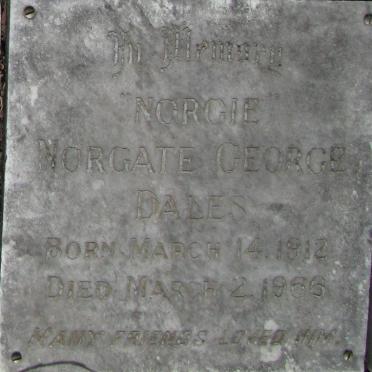 In Memory
"NORGIE"
NORGATE GEORGE
DALES
BORN MARCH 14, 1912
DIED MARCH 2, 1966
MANY FRIENDS LOVED HIM.